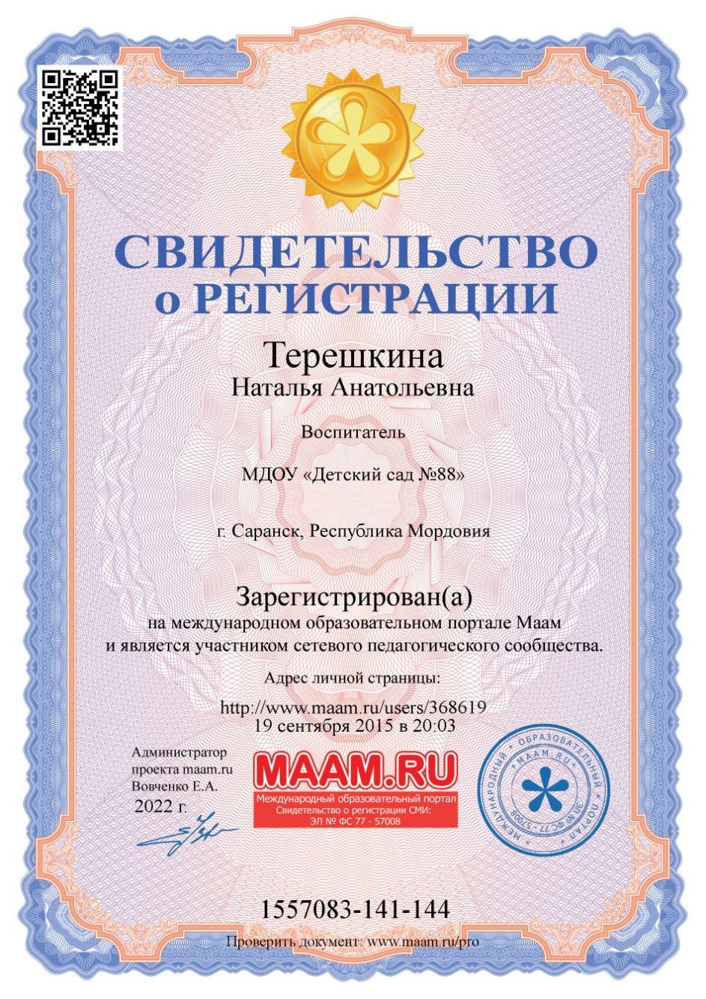 СВИДЕТЕЛЬСТВО
о РЕГИСТРАЦИИ
Терешкина
Наталья Анатольевна
Воспитатель
МДОУ «Детский сад №88»
г. Саранск, Республика Мордовия
Зарегистрирован(а)
на международном образовательном портале Маам
и является участником сетевого педагогического сообщества.
Адрес личной страницы:
http://www.maam.ru/users/368619
19 сентября 2015 в 20:03
Администратор
проекта maam.ru
Вовченко Е.А.
2022 г.
MAAM.RU
Международный образовательный портал
Свидетельство о регистрации СМИ:
ЭЛ № ФС 77 - 57008
* МЕЖДУНАРОДНЫЙ * ОБРАЗОВАТЕЛЬНЫЙ * ПОРТАЛ *
* MAAM.RU *
ЭЛ № ФС 77 - 57008
1557083-141-144
Проверить документ: www.maam.ru/pro